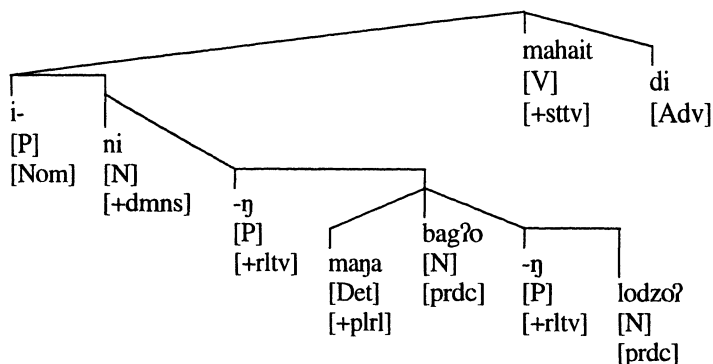 mahait
[V]
[+sttv]
di
[Adv]
i-
[P]
[Nom]
ni
[N]
[+dmns]
-ŋ
[P]
[+rltv]
maŋa
[Det]
[+plrl]
bagʔo
[N]
[prdc]
-ŋ
[P]
[+rltv]
lodzoʔ
[N]
[prdc]